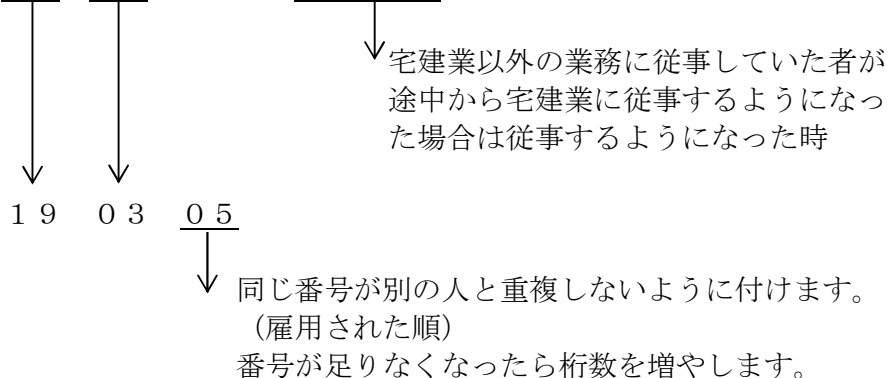 宅建業以外の業務に従事していた者が
途中から宅建業に従事するようになっ
た場合は従事するようになった時
19 03 05
同じ番号が別の人と重複しないように付けます。
(雇用された順)
番号が足りなくなったら桁数を増やします。